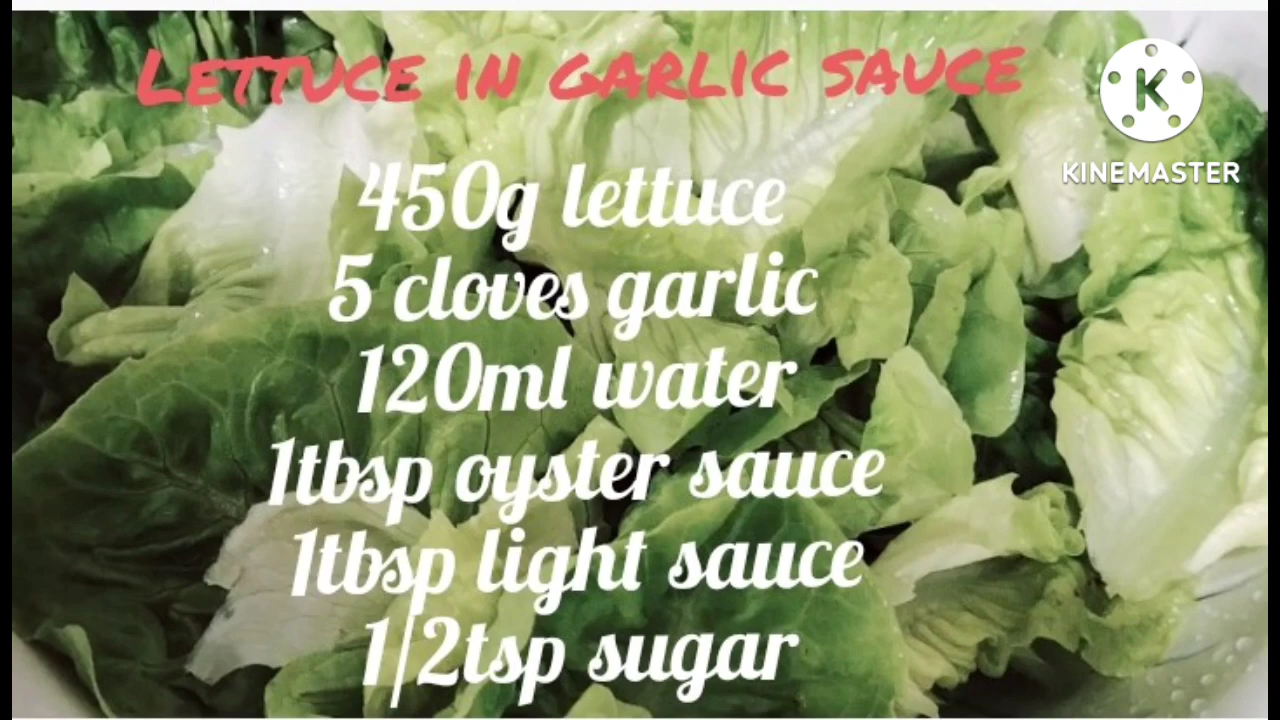 LETTUCE IN GARLIC SAUCE
K
KINEMASTER
450g lettuce
5 cloves garlic
120ml water
1tbsp oyster sauce
1tbsp light sauce
1/2tsp sugar